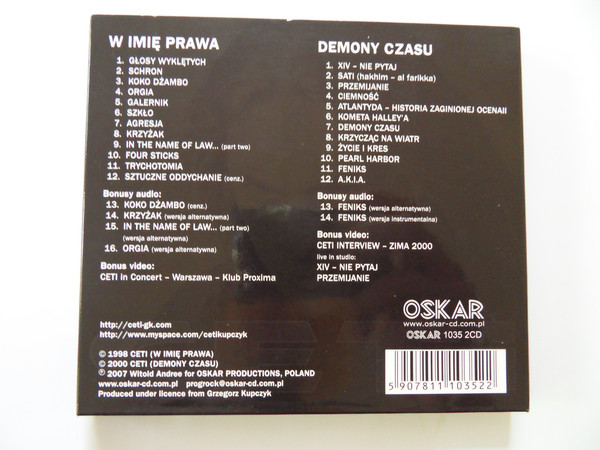 W IMIĘ PRAWA
1. GŁOSY WYKLĘTYCH
2. SCHRON
3. KOKO DŻAMBO
4. ORGIA
5. GALERNIK
6. SZKŁO
7. AGRESJA
8. KRZYŻAK
9. IN THE NAME OF LAW... (part two)
10. FOUR STICKS
11. TRYCHOTOMIA
12. SZTUCZNE ODDYCHANIE (cenz.)
Bonusy audio:
13. KOKO DŻAMBO (cenz.)
14. KRZYŻAK (wersja alternatywna)
15. IN THE NAME OF LAW... (part two)
(wersja alternatywna)
16. ORGIA (wersja alternatywna)
Bonus video:
CETI in Concert – Warszawa – Klub Proxima
DEMONY CZASU
1. XIV – NIE PYTAJ
2. SATI (hakhim – al farikka)
3. PRZEMIJANIE
4. CIEMNOŚĆ
5. ATLANTYDA – HISTORIA ZAGINIONEJ OCENAII
6. KOMETA HALLEY'A
7. DEMONY CZASU
8. KRZYCZĄC NA WIATR
9. ŻYCIE I KRES
10. PEARL HARBOR
11. FENIKS
12. A.K.I.A.
Bonusy audio:
13. FENIKS (wersja alternatywna)
14. FENIKS (wersja instrumentalna)
Bonus video:
CETI INTERVIEW – ZIMA 2000
live in studio:
XIV – NIE PYTAJ
PRZEMIJANIE
OSKAR
www.oskar-cd.com.pl
OSKAR 1035 2CD
http://ceti-gk.com
http://www.myspace.com/cetikupczyk
© 1998 CETI (W IMIĘ PRAWA)
© 2000 CETI (DEMONY CZASU)
℗ 2007 Witold Andree for OSKAR PRODUCTIONS, POLAND
www.oskar-cd.com.pl progrock@oskar-cd.com.pl
Produced under licence from Grzegorz Kupczyk
5 907811 103522